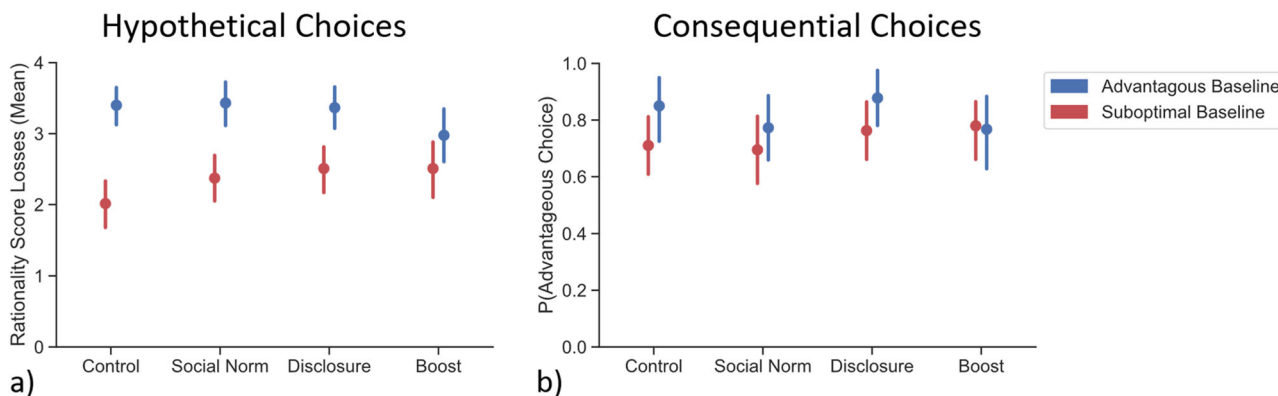 Hypothetical Choices
Rationality Score Losses (Mean)
4
3
2
1
0
Control Social Norm Disclosure Boost
a)
Consequential Choices
P(Advantageous Choice)
1.0
0.8
0.6
0.4
0.2
0.0
Control Social Norm Disclosure Boost
b)
Advantagous Baseline
Suboptimal Baseline